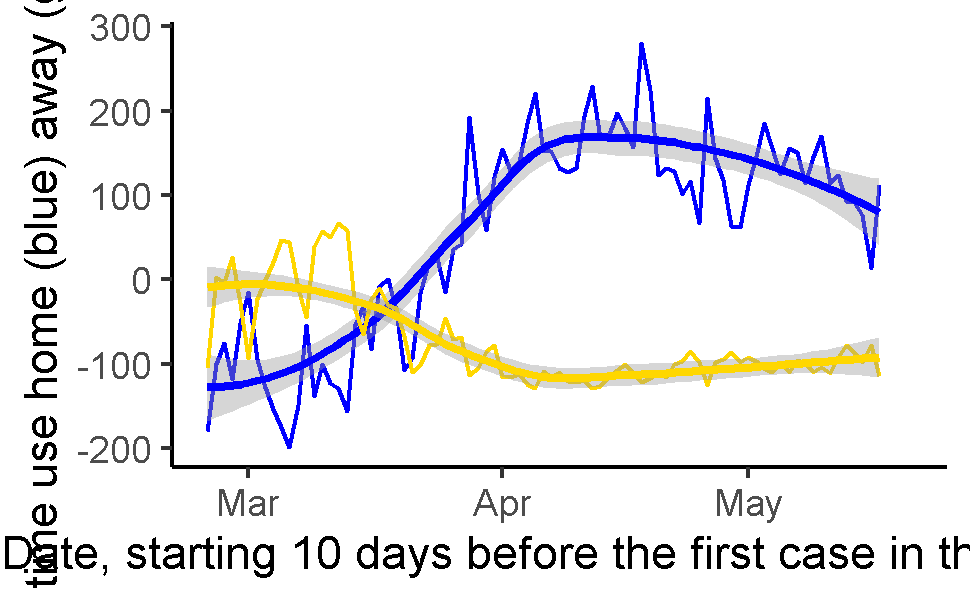 time use home (blue) away (
300
200
100
0
-100
-200
Mar Apr May
Date, starting 10 days before the first case in th